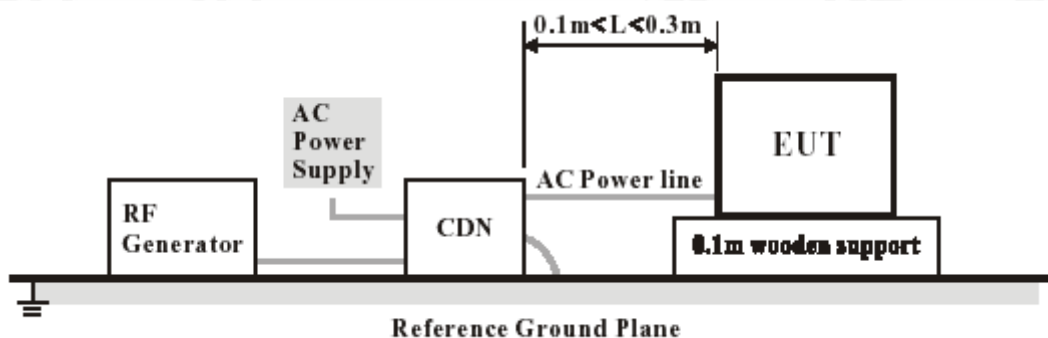 0.1m<L<0.3m
AC
Power
Supply
EUT
AC Power line
RF
Generator
CDN
0.1m wooden support
Reference Ground Plane